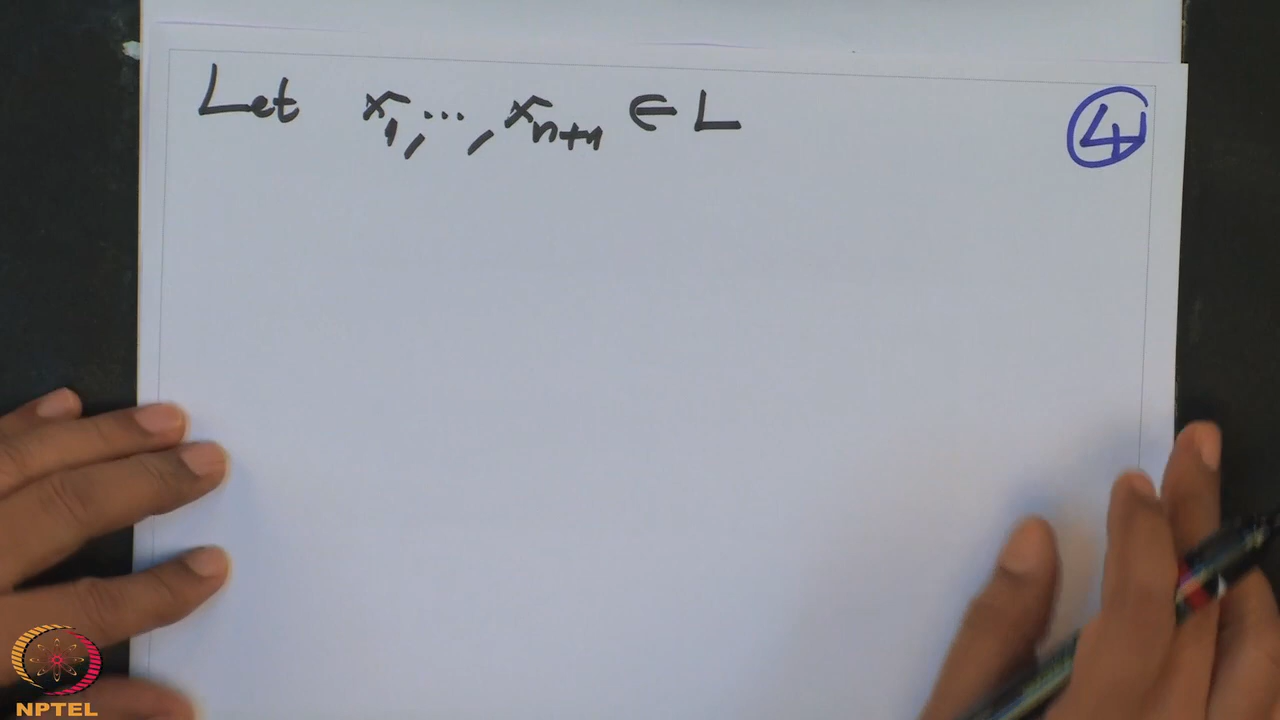 Let x₁, ..., xₙ₊₁ ∈ L
④
NPTEL